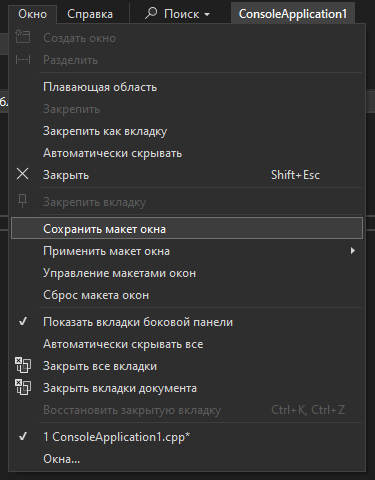 Окно Справка Поиск ConsoleApplication1
Создать окно
Разделить
Плавающая область
Закрепить
Закрепить как вкладку
Автоматически скрывать
Закрыть Shift+Esc
Закрепить вкладку
Сохранить макет окна
Применить макет окна
Управление макетами окон
Сброс макета окон
Показать вкладки боковой панели
Автоматически скрывать все
Закрыть все вкладки
Закрыть вкладки документа
Восстановить закрытую вкладку Ctrl+K, Ctrl+Z
1 ConsoleApplication1.cpp*
Окна...